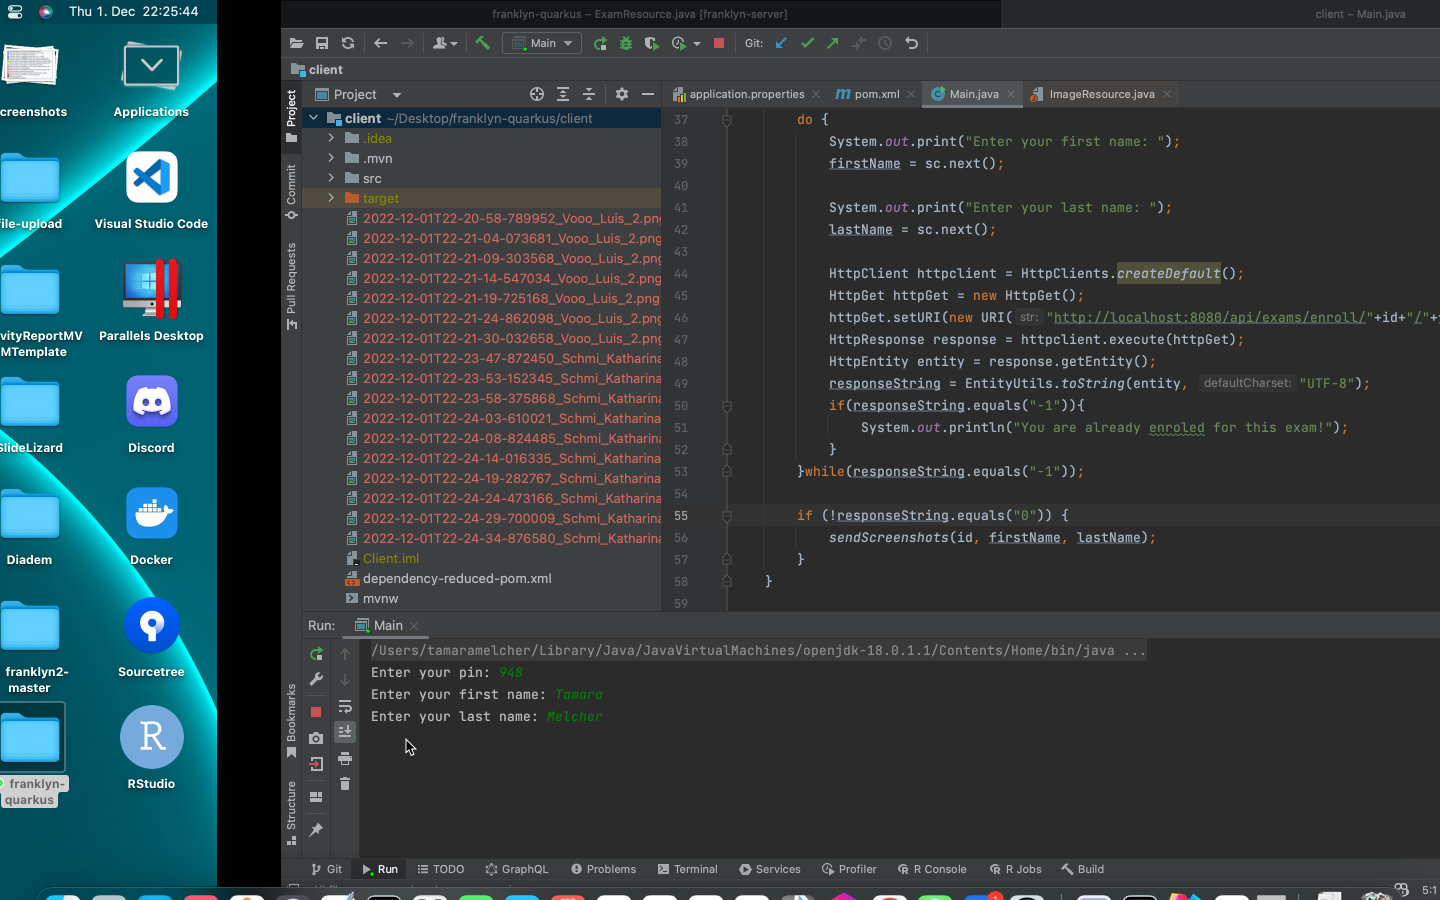 Thu 1. Dec 22:25:44
creenshots
Applications
file-upload
Visual Studio Code
vityReportMV
MTemplate
Parallels Desktop
SlideLizard
Discord
Diadem
Docker
franklyn2-
master
Sourcetree
franklyn-
quarkus
RStudio
franklyn-quarkus – ExamResource.java [franklyn-server]
client – Main.java
Main
Git:
client
Project
Project
Commit
Pull Requests
Bookmarks
Structure
application.properties
pom.xml
Main.java
ImageResource.java
client ~/Desktop/franklyn-quarkus/client
.idea
.mvn
src
target
2022-12-01T22-20-58-789952_Vooo_Luis_2.png
2022-12-01T22-21-04-073681_Vooo_Luis_2.png
2022-12-01T22-21-09-303568_Vooo_Luis_2.png
2022-12-01T22-21-14-547034_Vooo_Luis_2.png
2022-12-01T22-21-19-725168_Vooo_Luis_2.png
2022-12-01T22-21-24-862098_Vooo_Luis_2.png
2022-12-01T22-21-30-032658_Vooo_Luis_2.png
2022-12-01T22-23-47-872450_Schmi_Katharina
2022-12-01T22-23-53-152345_Schmi_Katharina
2022-12-01T22-23-58-375868_Schmi_Katharina
2022-12-01T22-24-03-610021_Schmi_Katharina
2022-12-01T22-24-08-824485_Schmi_Katharina
2022-12-01T22-24-14-016335_Schmi_Katharina
2022-12-01T22-24-19-282767_Schmi_Katharina
2022-12-01T22-24-24-473166_Schmi_Katharina
2022-12-01T22-24-29-700009_Schmi_Katharina
2022-12-01T22-24-34-876580_Schmi_Katharina
Client.iml
dependency-reduced-pom.xml
mvnw
37 do {
38 System.out.print("Enter your first name: ");
39 firstName = sc.next();
40
41 System.out.print("Enter your last name: ");
42 lastName = sc.next();
43
44 HttpClient httpclient = HttpClients.createDefault();
45 HttpGet httpGet = new HttpGet();
46 httpGet.setURI(new URI( str: "http://localhost:8080/api/exams/enroll/"+id+"/"+
47 HttpResponse response = httpclient.execute(httpGet);
48 HttpEntity entity = response.getEntity();
49 responseString = EntityUtils.toString(entity, defaultCharset: "UTF-8");
50 if(responseString.equals("-1")){
51 System.out.println("You are already enroled for this exam!");
52 }
53 }while(responseString.equals("-1"));
54
55 if (!responseString.equals("0")) {
56 sendScreenshots(id, firstName, lastName);
57 }
58 }
59
Run: Main
/Users/tamaramelcher/Library/Java/JavaVirtualMachines/openjdk-18.0.1.1/Contents/Home/bin/java ...
Enter your pin: 948
Enter your first name: Tamara
Enter your last name: Melcher
Git
Run
TODO
GraphQL
Problems
Terminal
Services
Profiler
R Console
R Jobs
Build
5:1